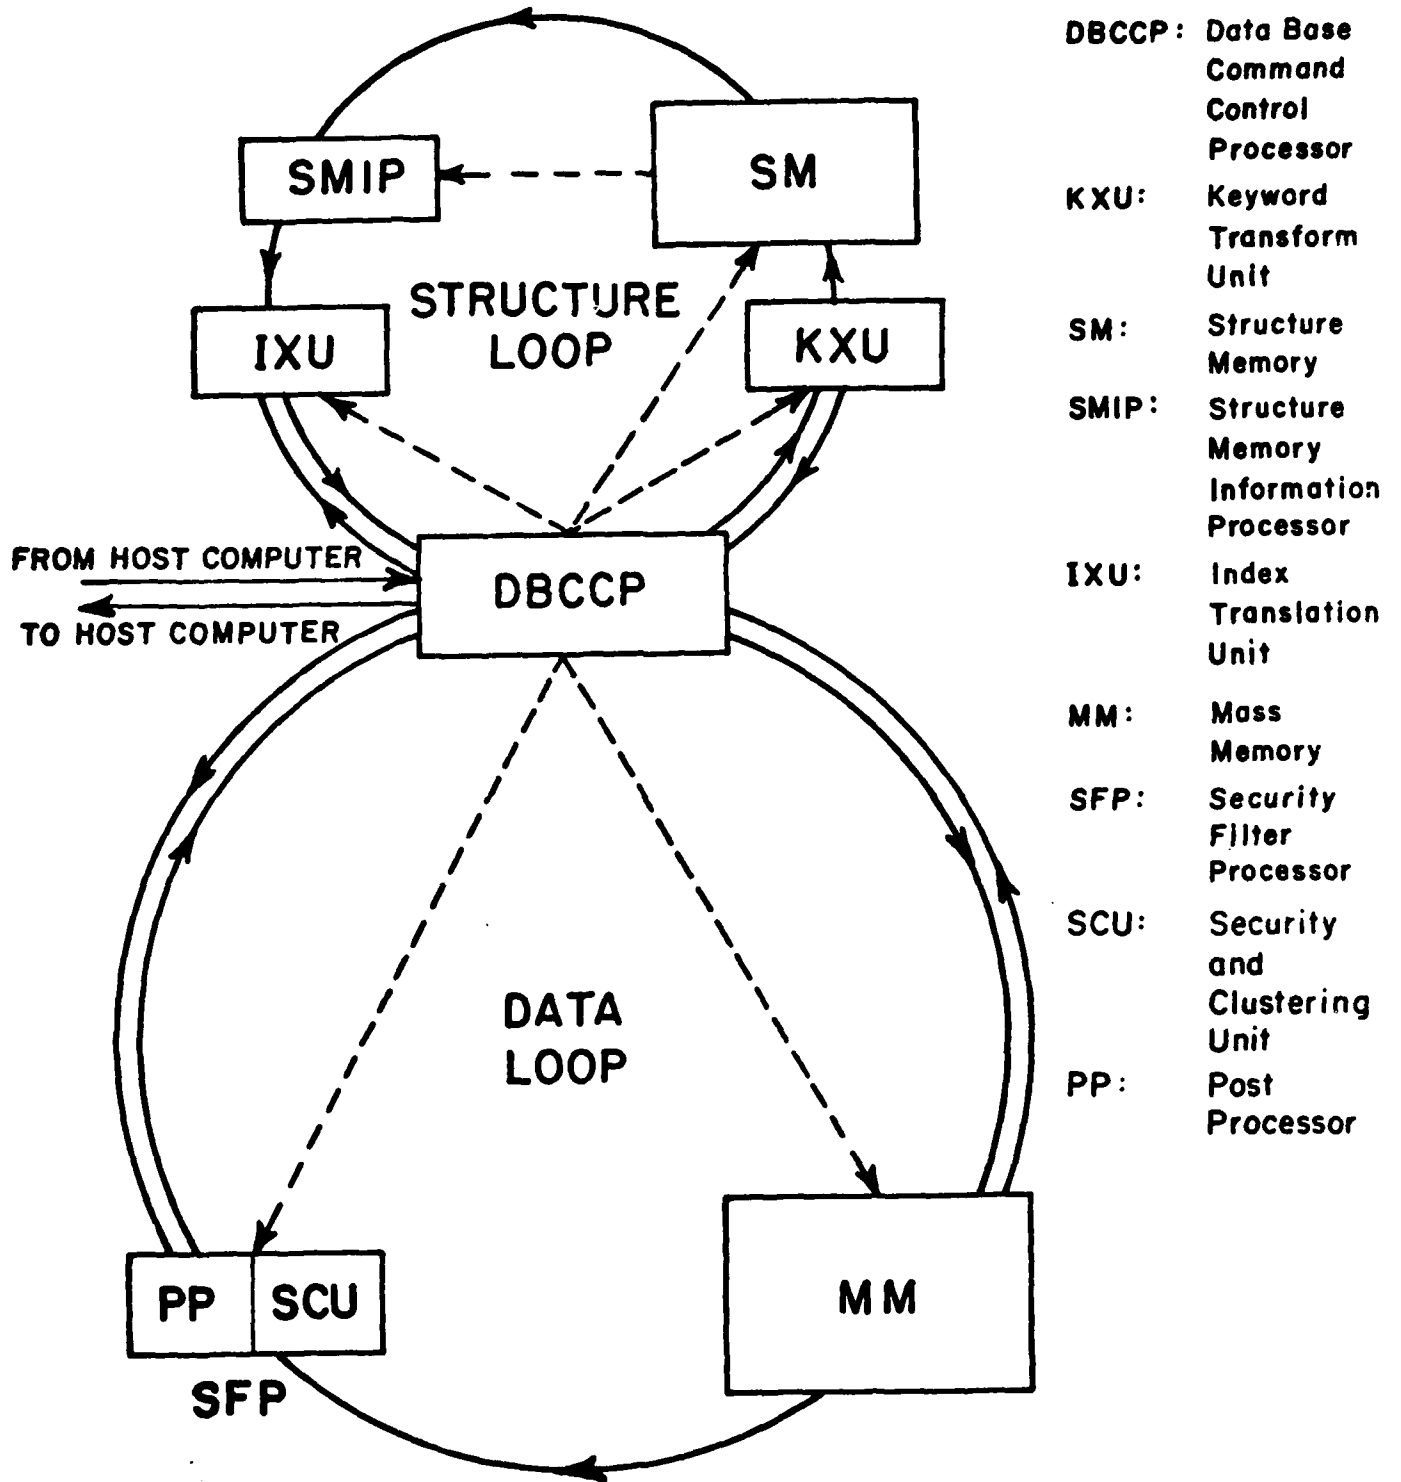 SMIP
SM
STRUCTURE
LOOP
IXU
KXU
FROM HOST COMPUTER
DBCCP
TO HOST COMPUTER
DATA
LOOP
PP
SCU
MM
SFP
DBCCP: Data Base
Command
Control
Processor
KXU: Keyword
Transform
Unit
SM: Structure
Memory
SMIP: Structure
Memory
Information
Processor
IXU: Index
Translation
Unit
MM: Mass
Memory
SFP: Security
Filter
Processor
SCU: Security
and
Clustering
Unit
PP: Post
Processor